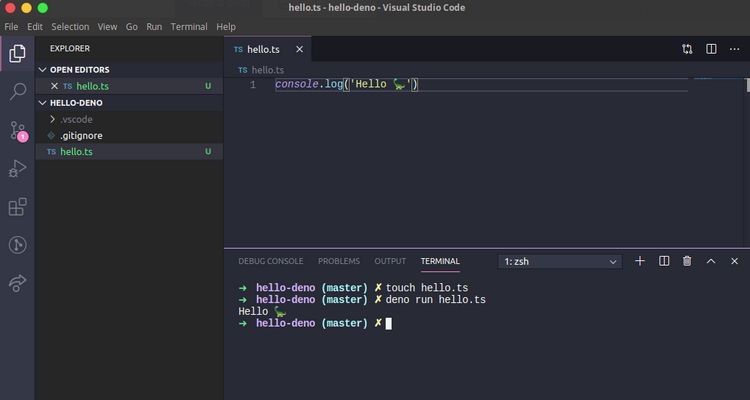 hello.ts - hello-deno - Visual Studio Code
File Edit Selection View Go Run Terminal Help
EXPLORER
OPEN EDITORS
TS hello.ts U
HELLO-DENO
.vscode
.gitignore
TS hello.ts U
1
TS hello.ts
TS hello.ts
1 console.log('Hello 🦕')
DEBUG CONSOLE PROBLEMS OUTPUT TERMINAL 1: zsh
➜ hello-deno (master) ✗ touch hello.ts
➜ hello-deno (master) ✗ deno run hello.ts
Hello 🦕
➜ hello-deno (master) ✗